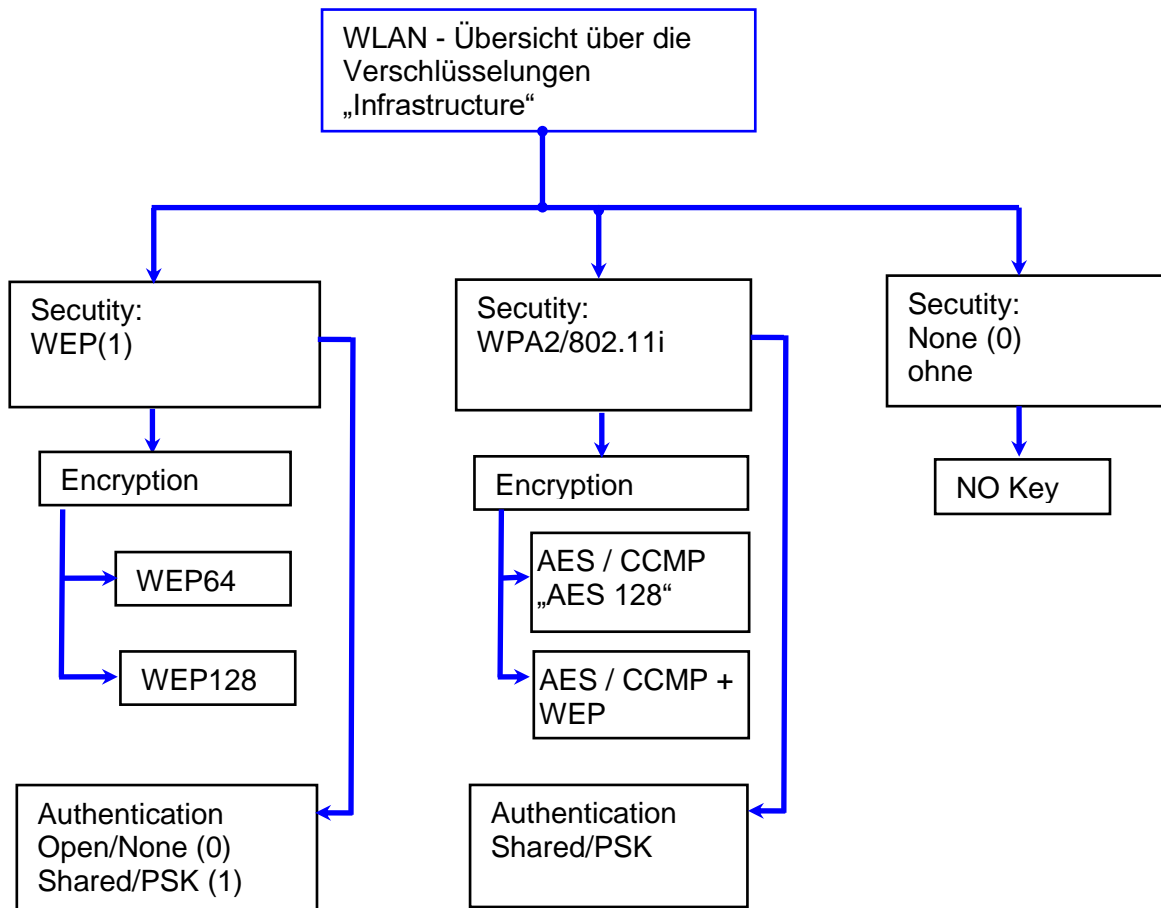 WLAN - Übersicht über die
Verschlüsselungen
„Infrastructure“
Secutity:
WEP(1)
Encryption
WEP64
WEP128
Authentication
Open/None (0)
Shared/PSK (1)
Secutity:
WPA2/802.11i
Encryption
AES / CCMP
„AES 128“
AES / CCMP +
WEP
Authentication
Shared/PSK
Secutity:
None (0)
ohne
NO Key